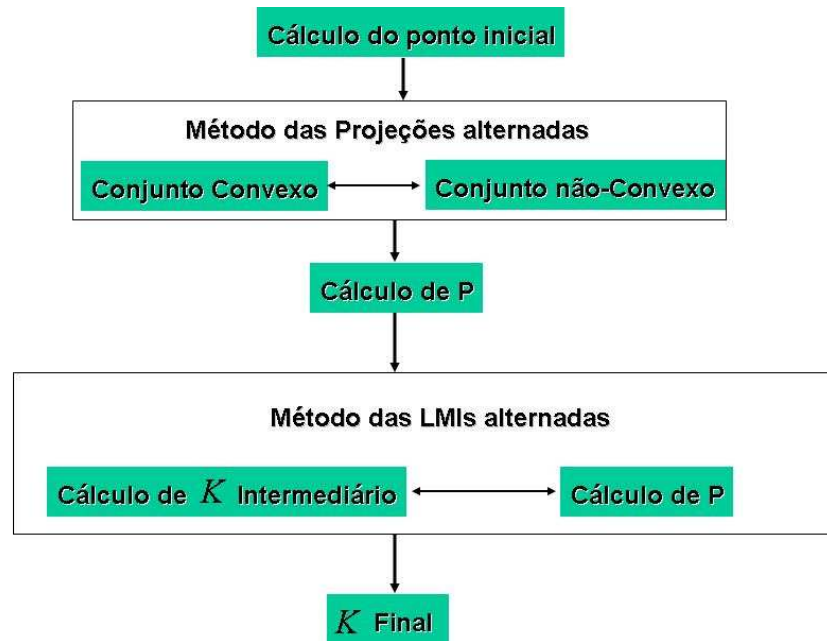 Cálculo do ponto inicial
Método das Projeções alternadas
Conjunto Convexo
Conjunto não-Convexo
Cálculo de P
Método das LMIs alternadas
Cálculo de K Intermediário
Cálculo de P
K Final